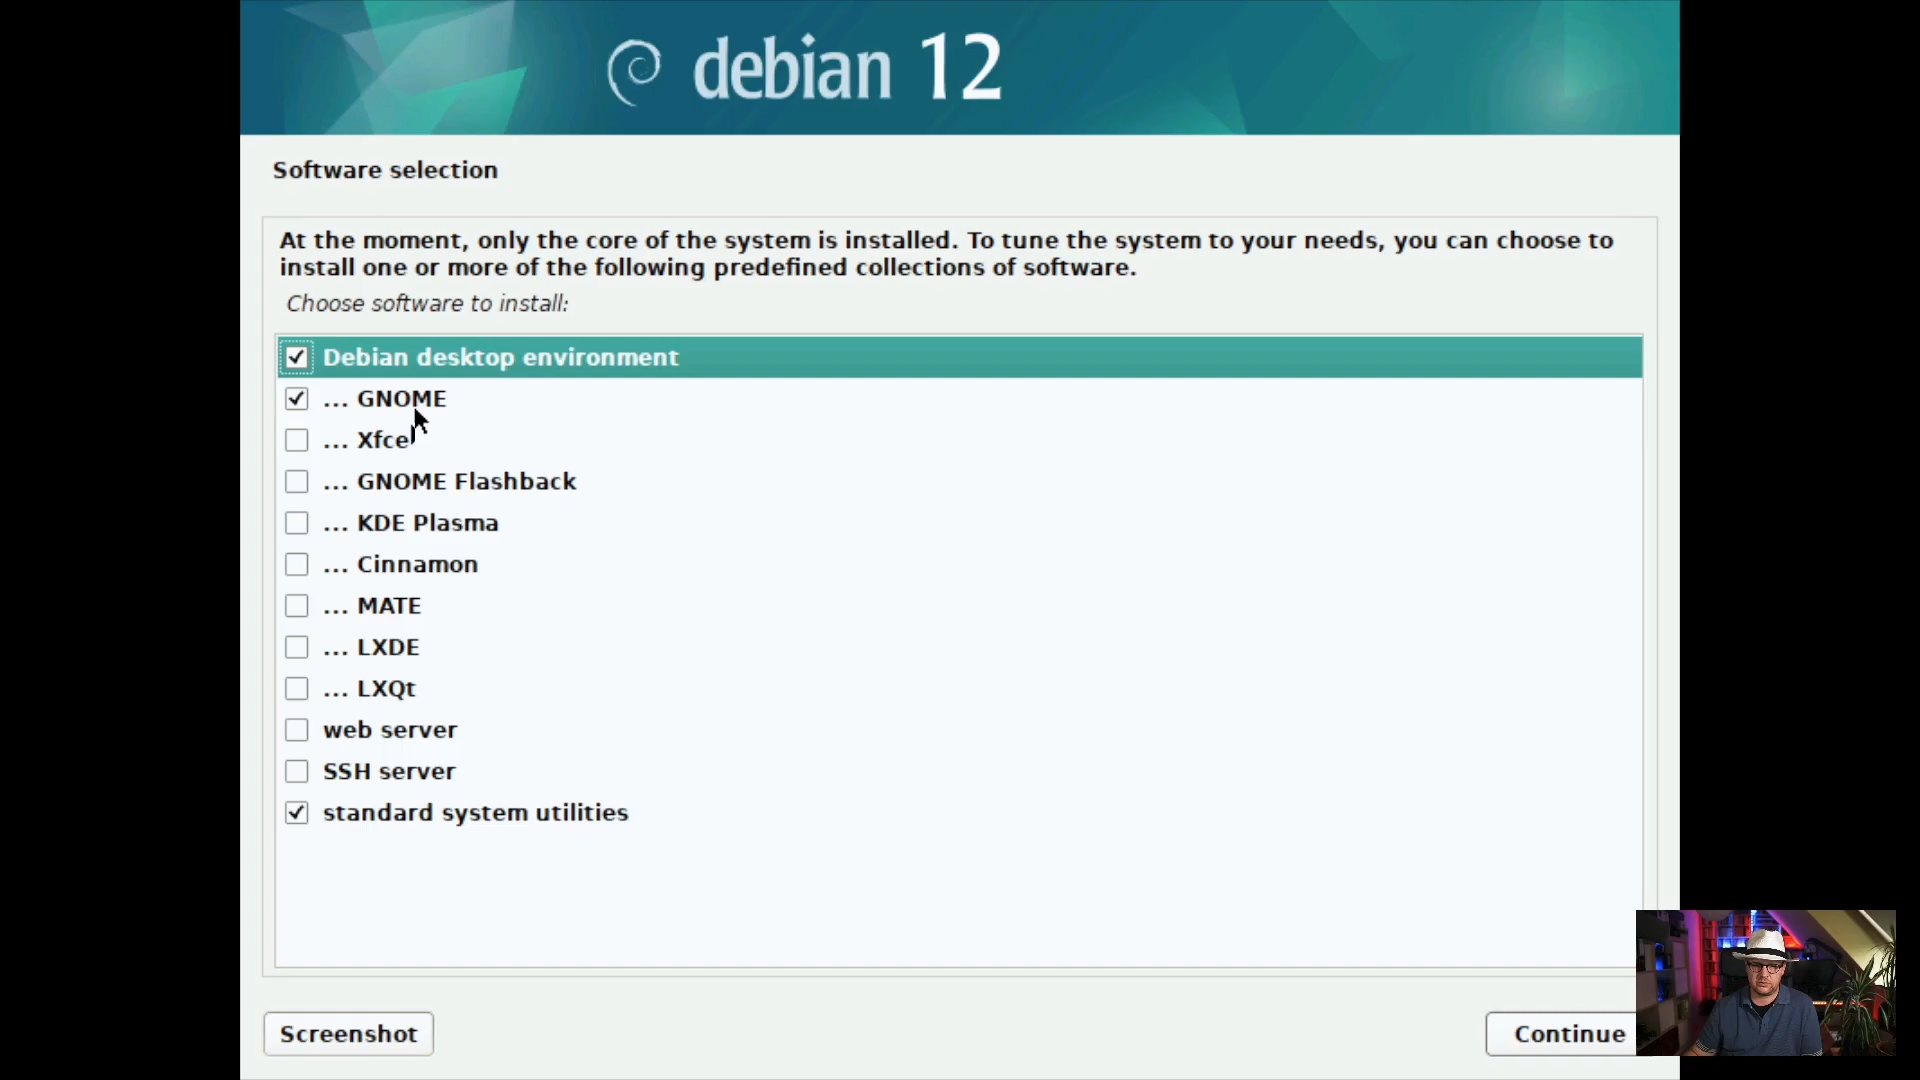 debian 12
Software selection
At the moment, only the core of the system is installed. To tune the system to your needs, you can choose to
install one or more of the following predefined collections of software.
Choose software to install:
Debian desktop environment
... GNOME
... Xfce
... GNOME Flashback
... KDE Plasma
... Cinnamon
... MATE
... LXDE
... LXQt
web server
SSH server
standard system utilities
Screenshot
Continue